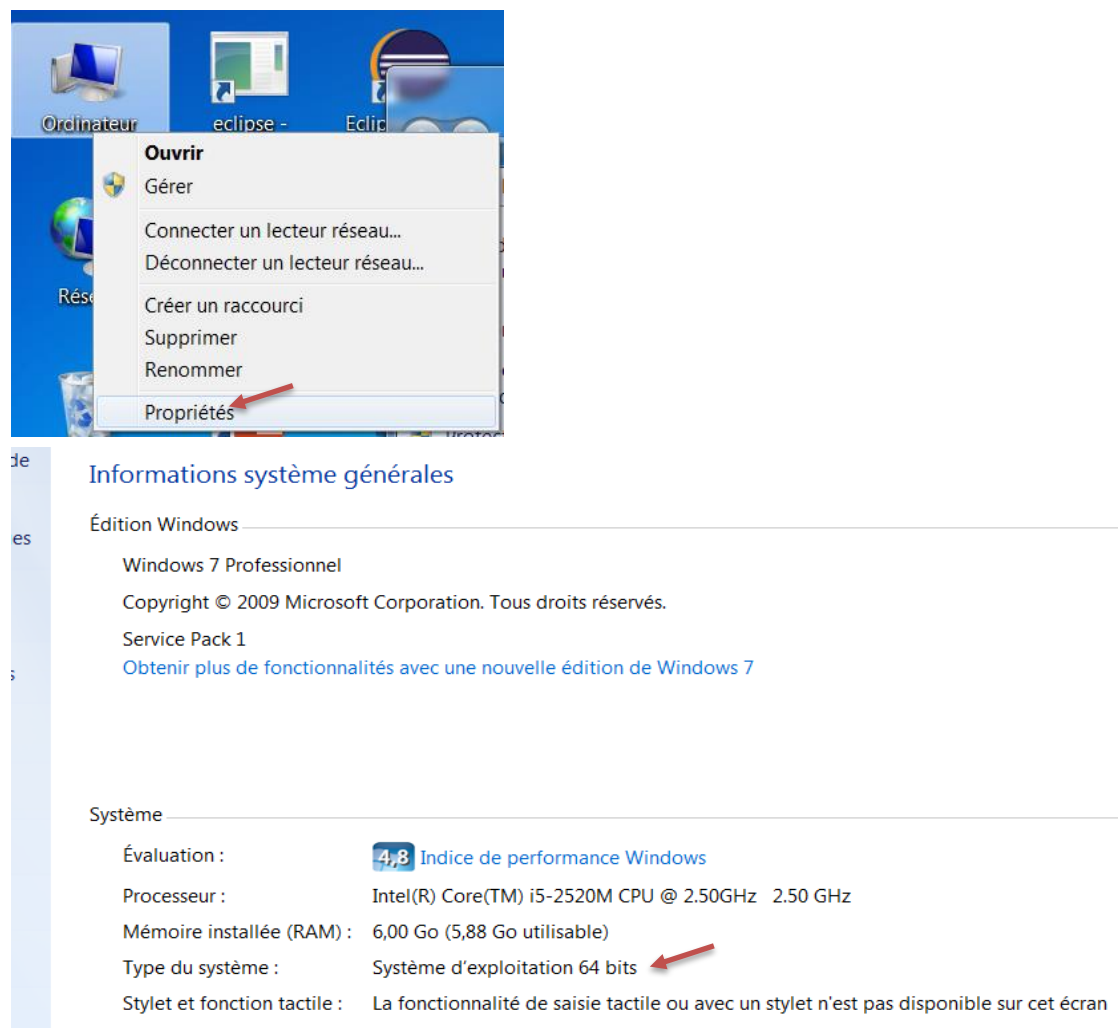 Ordinateur eclipse - Eclip
Ouvrir
Gérer
Connecter un lecteur réseau...
Déconnecter un lecteur réseau...
Rése
Créer un raccourci
Supprimer
Renommer
Propriétés
de
Informations système générales
Édition Windows
es
Windows 7 Professionnel
Copyright © 2009 Microsoft Corporation. Tous droits réservés.
Service Pack 1
s
Obtenir plus de fonctionnalités avec une nouvelle édition de Windows 7
Système
Évaluation : 4,8 Indice de performance Windows
Processeur : Intel(R) Core(TM) i5-2520M CPU @ 2.50GHz 2.50 GHz
Mémoire installée (RAM) : 6,00 Go (5,88 Go utilisable)
Type du système : Système d'exploitation 64 bits
Stylet et fonction tactile : La fonctionnalité de saisie tactile ou avec un stylet n'est pas disponible sur cet écran